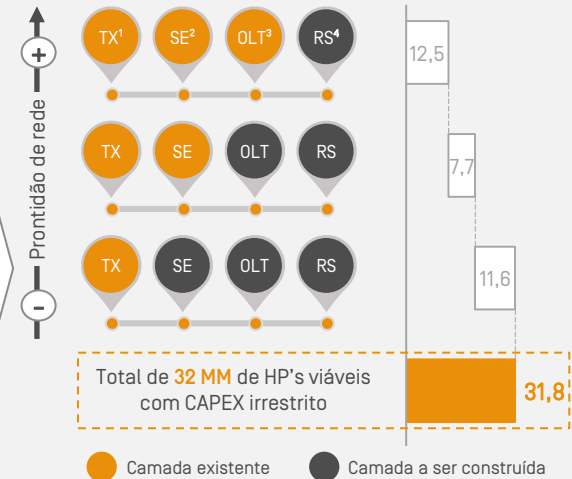 +
Prontidão de rede
-
TX¹ SE² OLT³ RS⁴
12,5
TX SE OLT RS
7,7
TX SE OLT RS
11,6
Total de 32 MM de HP's viáveis
com CAPEX irrestrito
31,8
Camada existente
Camada a ser construída